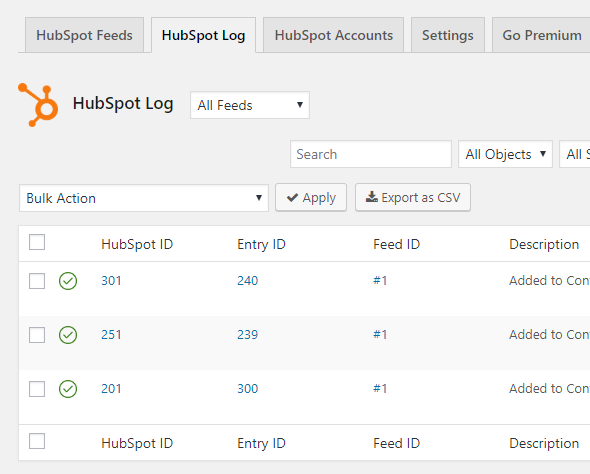 HubSpot Feeds HubSpot Log HubSpot Accounts Settings Go Premium
HubSpot Log All Feeds
Search All Objects All S
Bulk Action Apply Export as CSV
HubSpot ID Entry ID Feed ID Description
301 240 #1 Added to Con
251 239 #1 Added to Con
201 300 #1 Added to Con
HubSpot ID Entry ID Feed ID Description